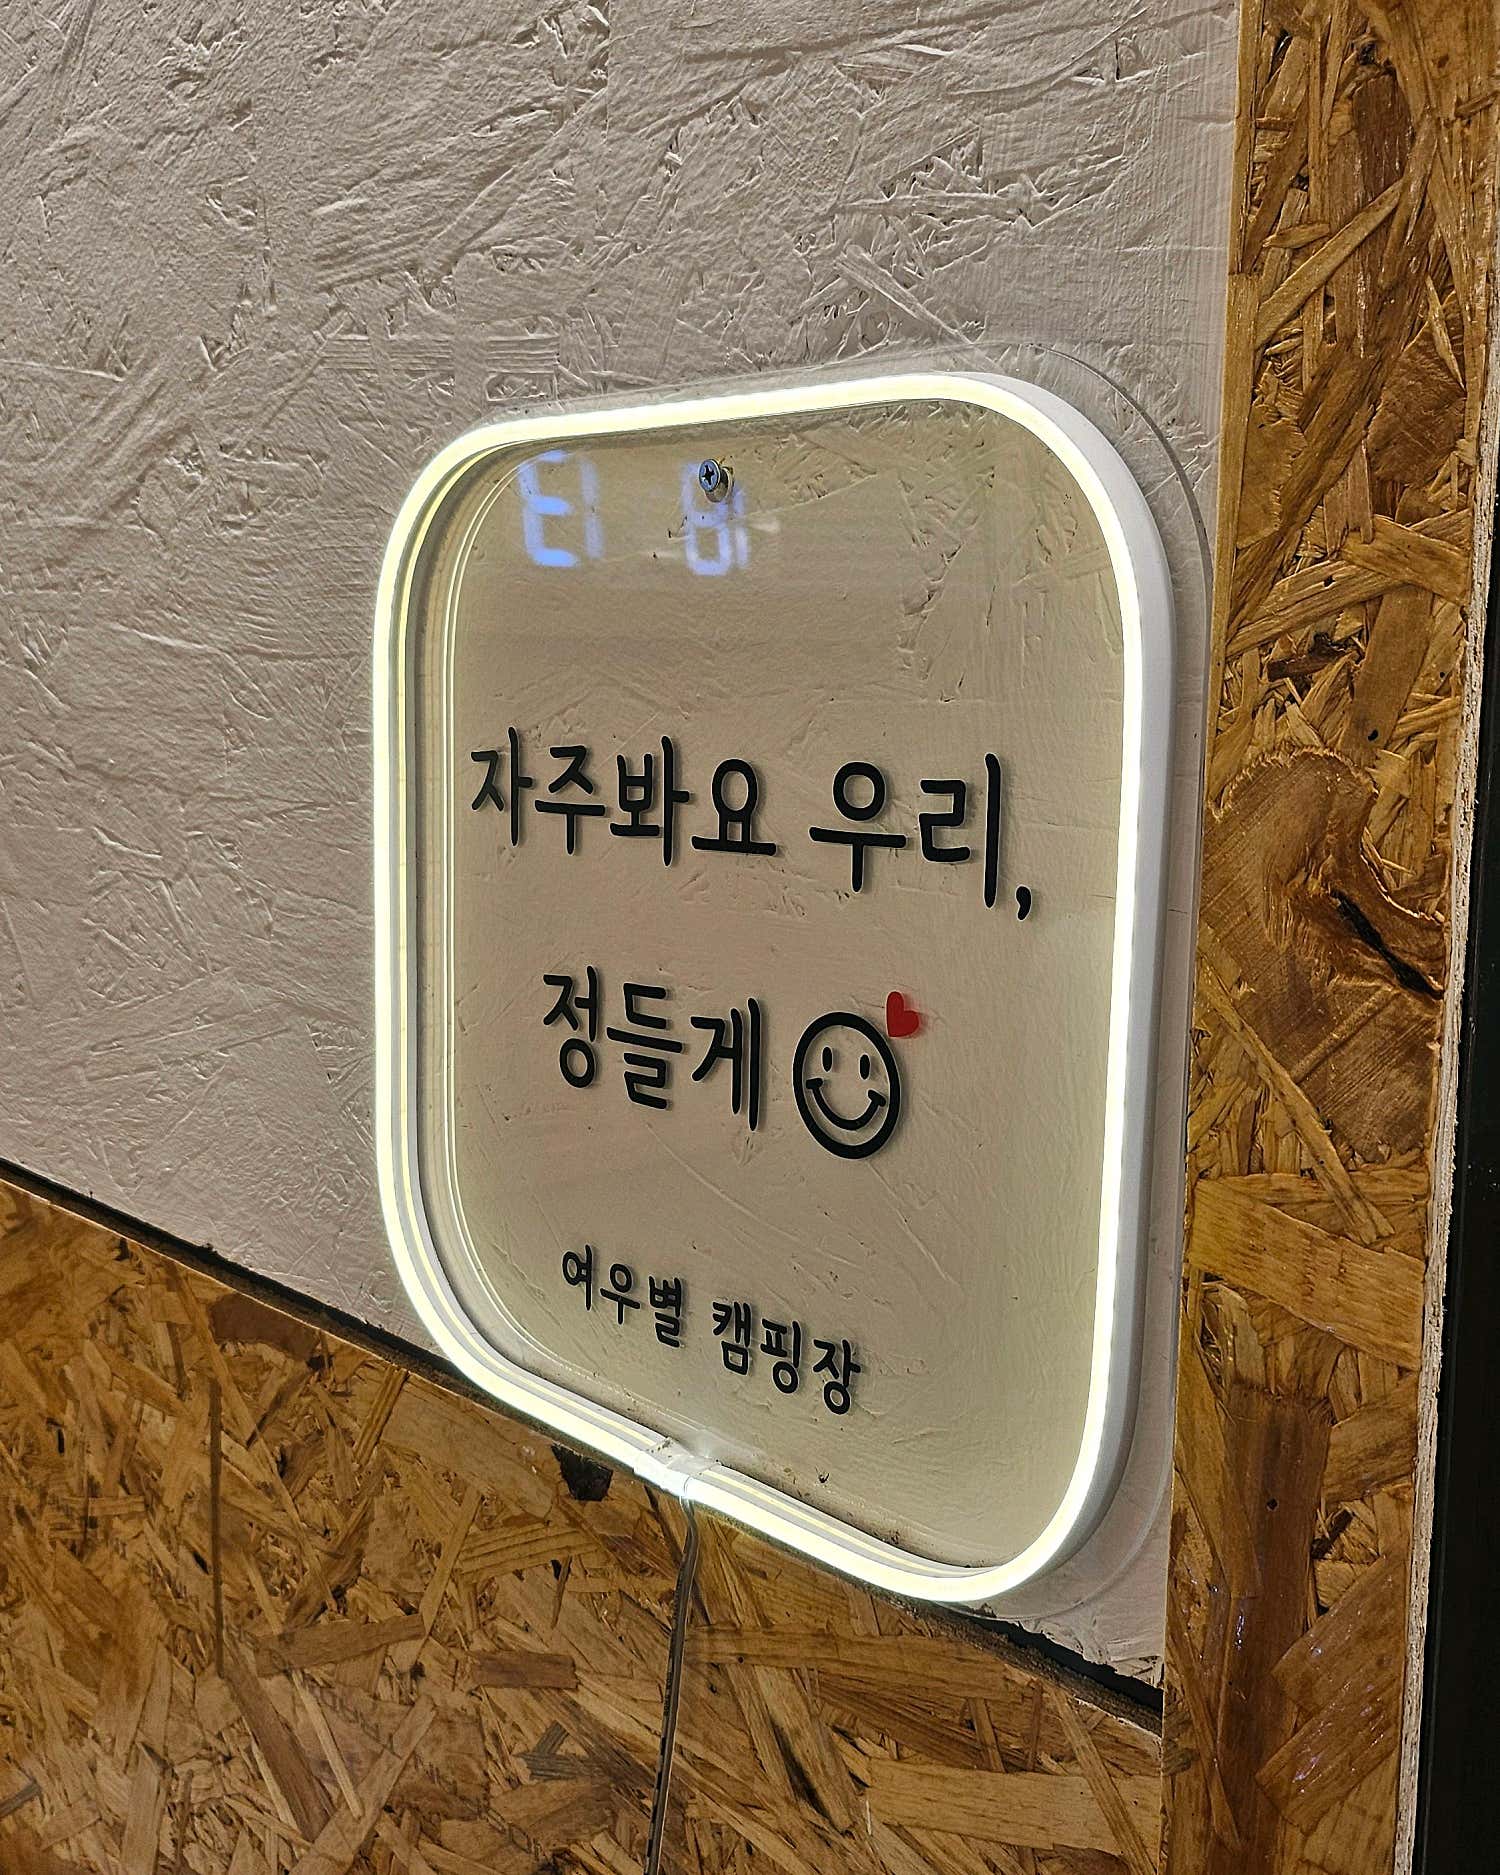 자주봐요 우리,
정들게
여우별 캠핑장